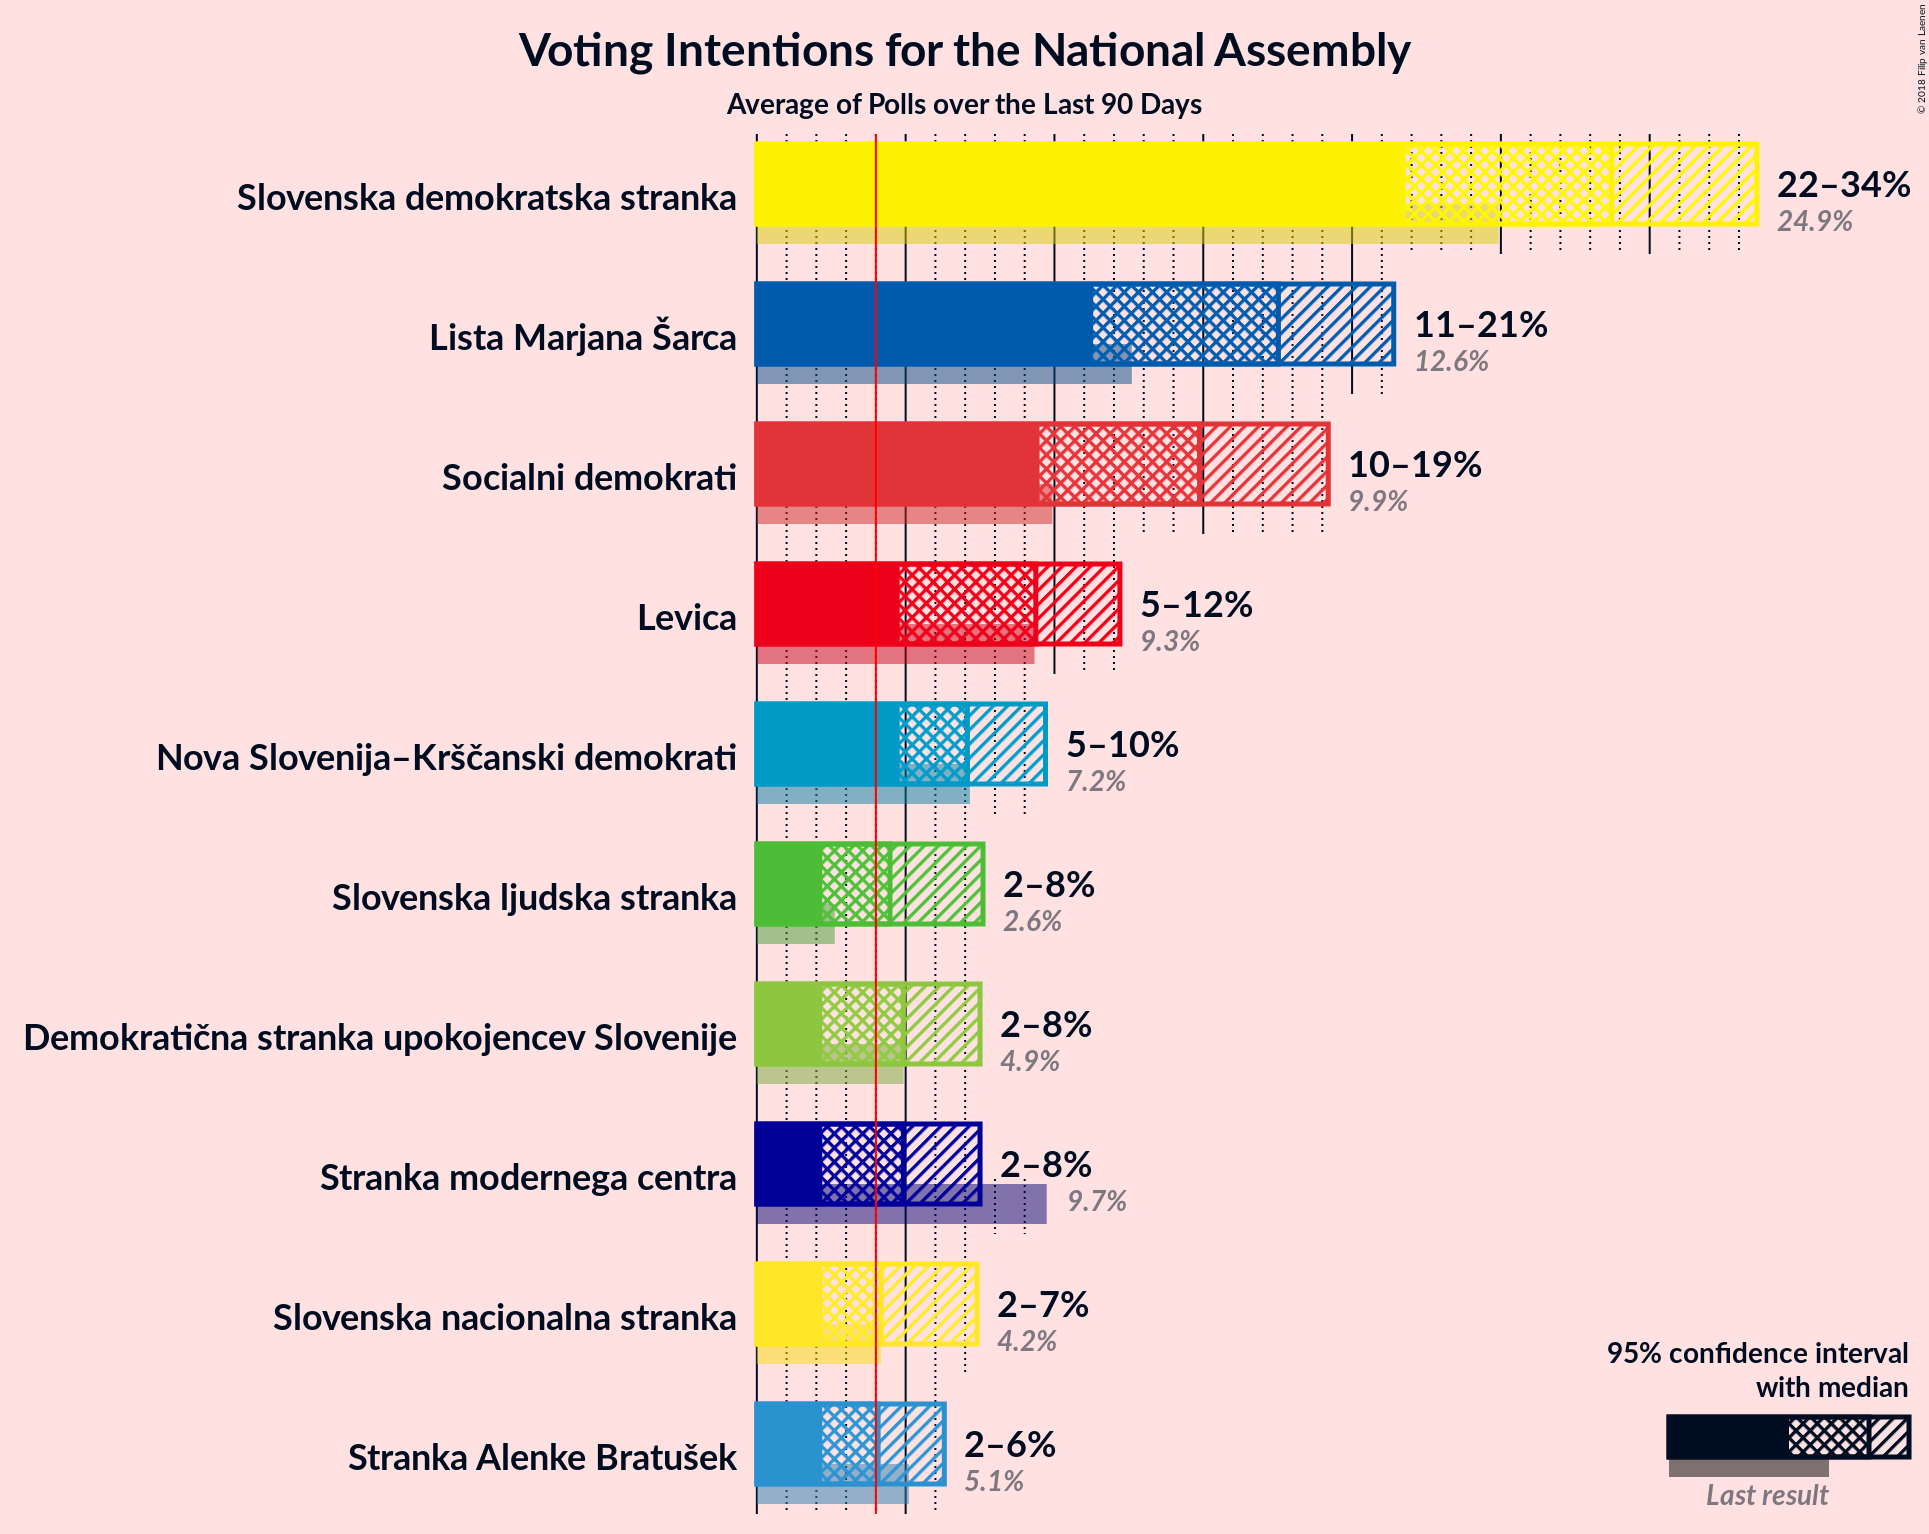 Voting Intentions for the National Assembly
Average of Polls over the Last 90 Days
© 2018 Filip van Laenen
Slovenska demokratska stranka
22–34%
24.9%
Lista Marjana Šarca
11–21%
12.6%
Socialni demokrati
10–19%
9.9%
Levica
5–12%
9.3%
Nova Slovenija–Krščanski demokrati
5–10%
7.2%
Slovenska ljudska stranka
2–8%
2.6%
Demokratična stranka upokojencev Slovenije
2–8%
4.9%
Stranka modernega centra
2–8%
9.7%
Slovenska nacionalna stranka
2–7%
4.2%
Stranka Alenke Bratušek
2–6%
5.1%
95% confidence interval
with median
Last result